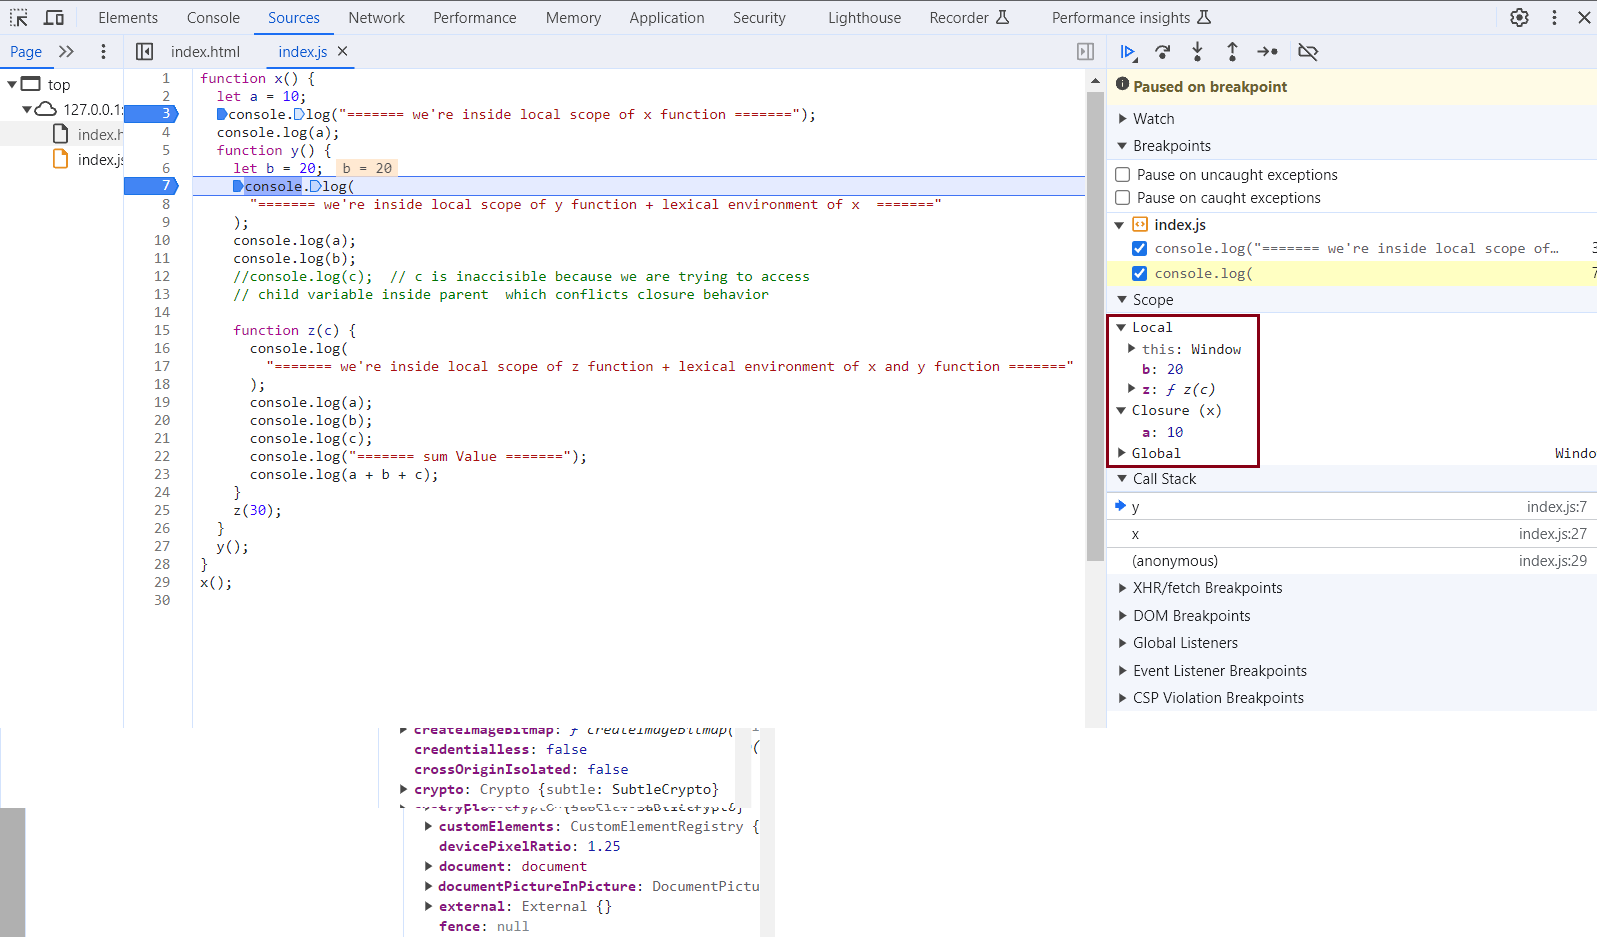 Elements Console Sources Network Performance Memory Application Security Lighthouse Recorder Performance insights
Page index.html index.js
top
127.0.0.1:
index.h
index.js
1 function x() {
2 let a = 10;
3 console.log("======= we're inside local scope of x function =======");
4 console.log(a);
5 function y() {
6 let b = 20; b = 20
7 console.log(
8 "======= we're inside local scope of y function + lexical environment of x  ======="
9 );
10 console.log(a);
11 console.log(b);
12 //console.log(c);  // c is inaccisible because we are trying to access
13 // child variable inside parent  which conflicts closure behavior
14
15 function z(c) {
16 console.log(
17 "======= we're inside local scope of z function + lexical environment of x and y function ======="
18 );
19 console.log(a);
20 console.log(b);
21 console.log(c);
22 console.log("======= sum Value =======");
23 console.log(a + b + c);
24 }
25 z(30);
26 }
27 y();
28 }
29 x();
30
Paused on breakpoint
Watch
Breakpoints
Pause on uncaught exceptions
Pause on caught exceptions
index.js
console.log("======= we're inside local scope of… 3
console.log( 7
Scope
Local
this: Window
b: 20
z: ƒ z(c)
Closure (x)
a: 10
Global Windo
Call Stack
y index.js:7
x index.js:27
(anonymous) index.js:29
XHR/fetch Breakpoints
DOM Breakpoints
Global Listeners
Event Listener Breakpoints
CSP Violation Breakpoints
createImageBitmap: ƒ createImageBitmap(
credentialless: false
crossOriginIsolated: false
crypto: Crypto {subtle: SubtleCrypto}
customElements: CustomElementRegistry {
devicePixelRatio: 1.25
document: document
documentPictureInPicture: DocumentPictu
external: External {}
fence: null